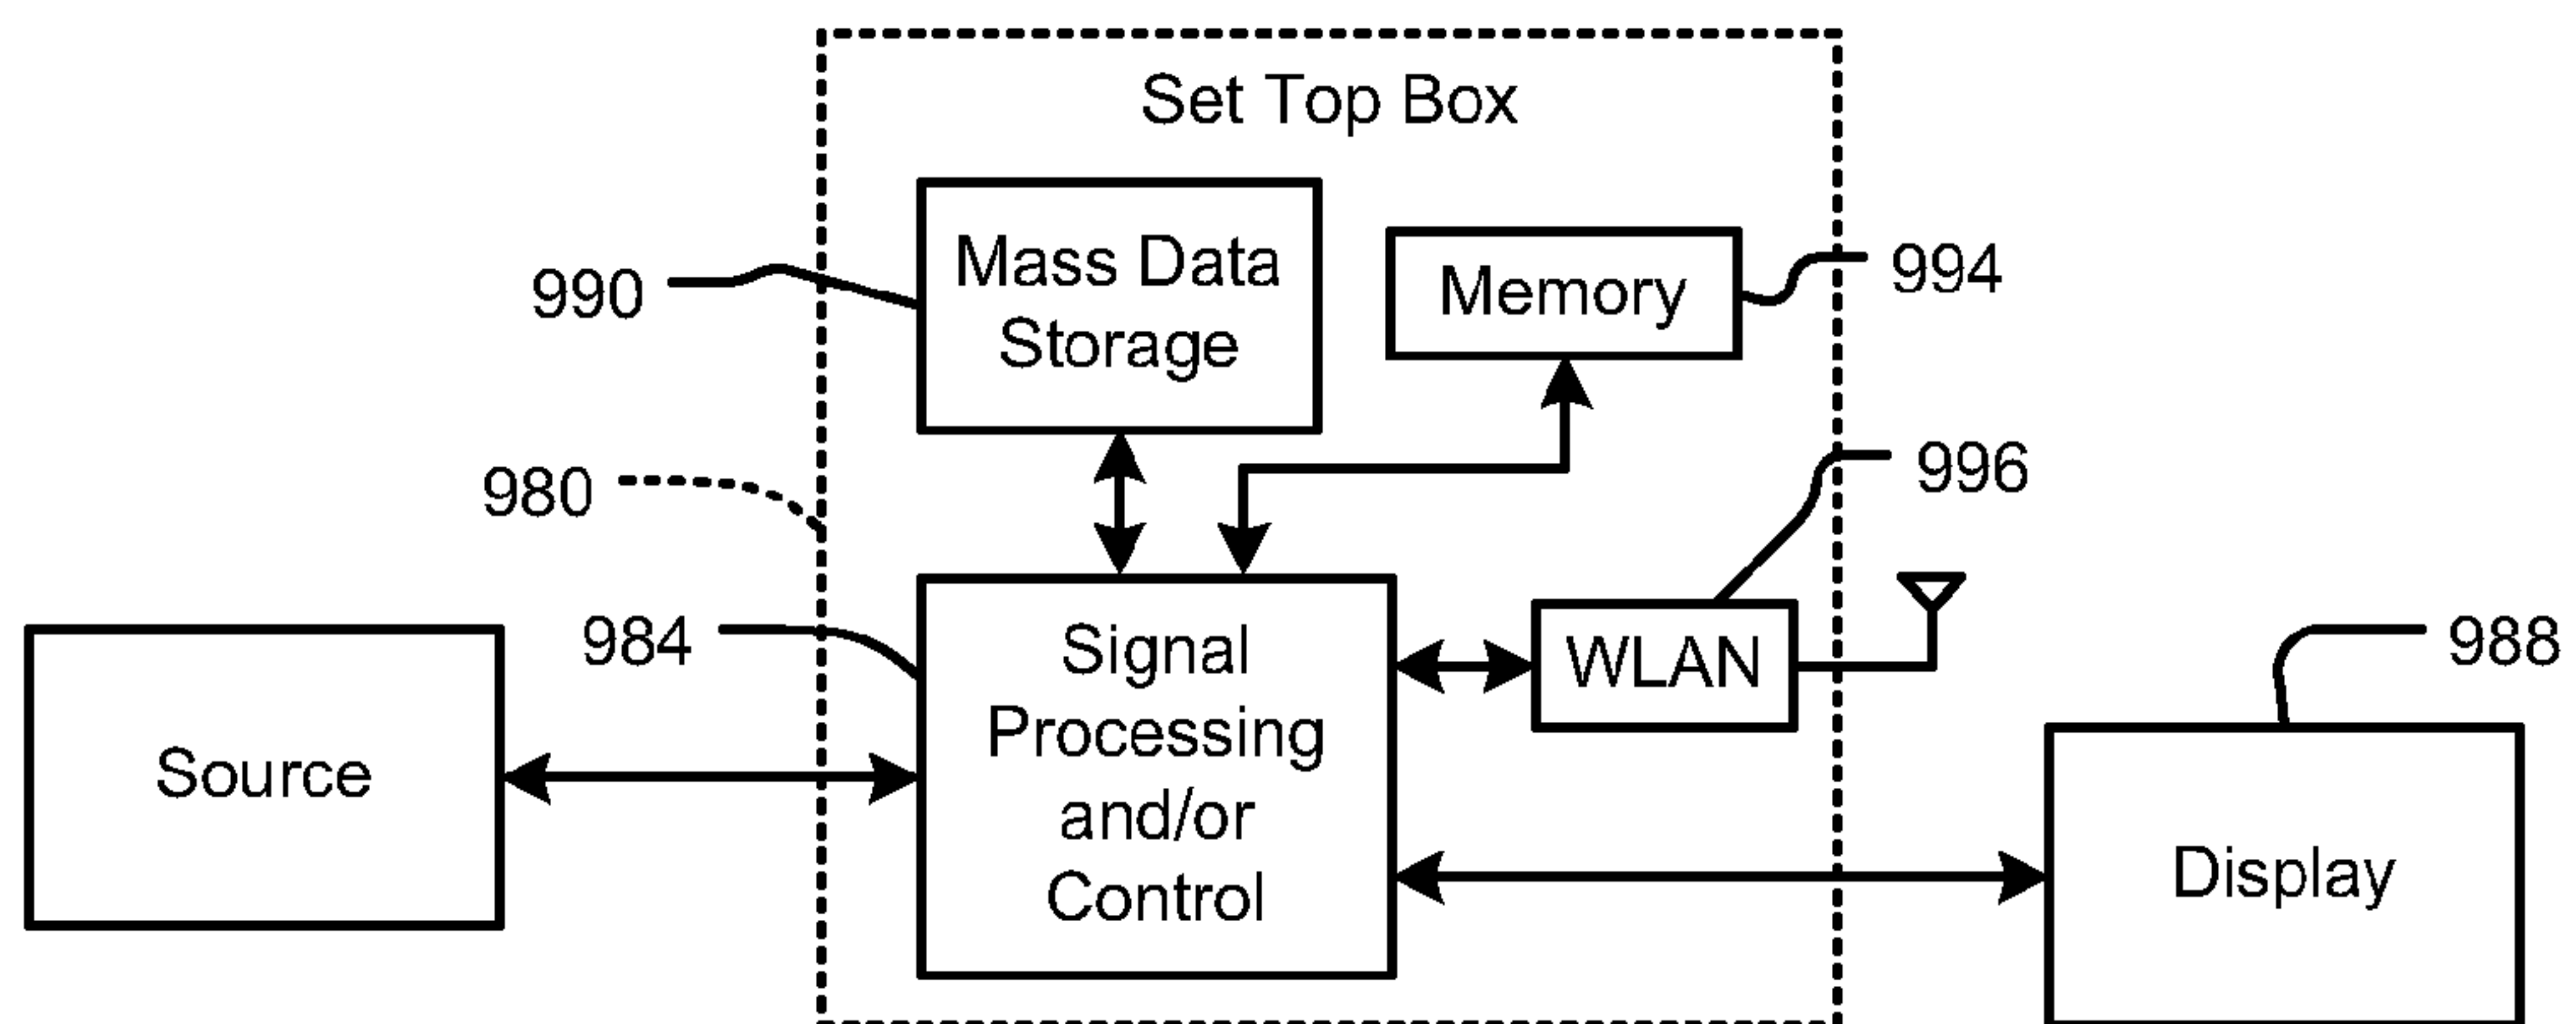 Set Top Box
Mass Data
Storage
990
Memory
994
980
996
984
Signal
Processing
and/or
Control
WLAN
988
Source
Display